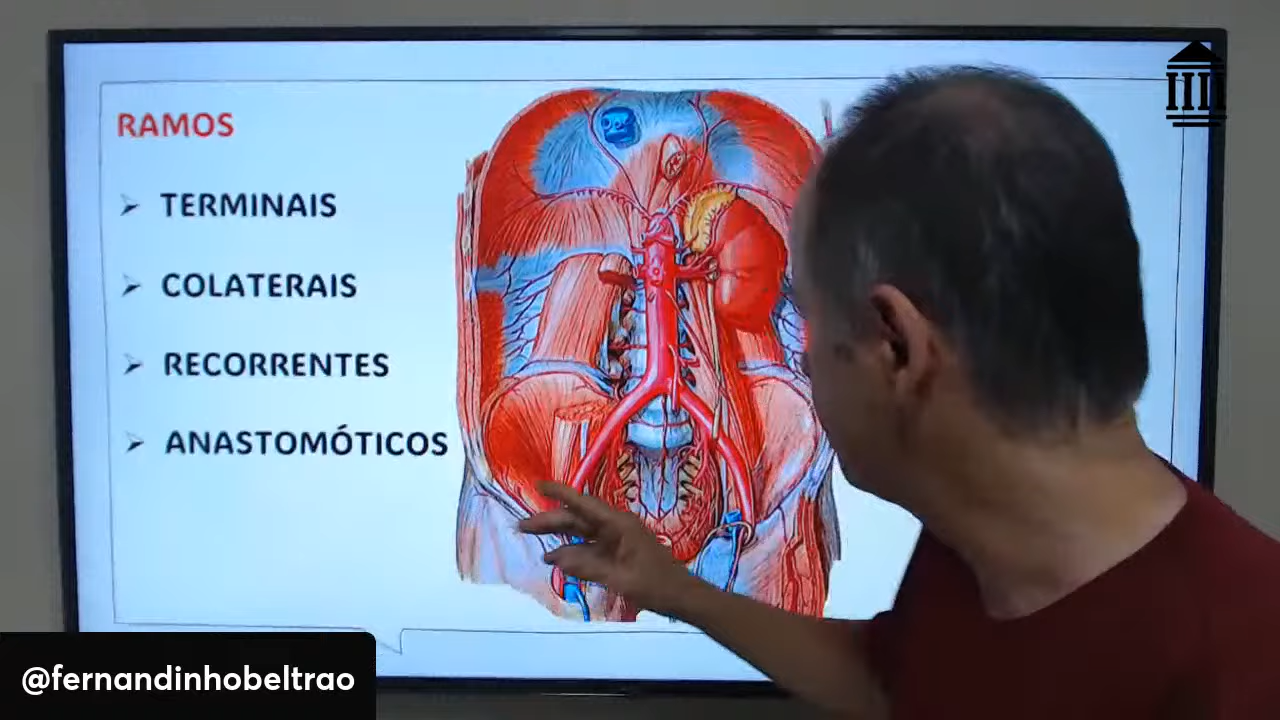 RAMOS
TERMINAIS
COLATERAIS
RECORRENTES
ANASTOMÓTICOS
@fernandinhobeltrao